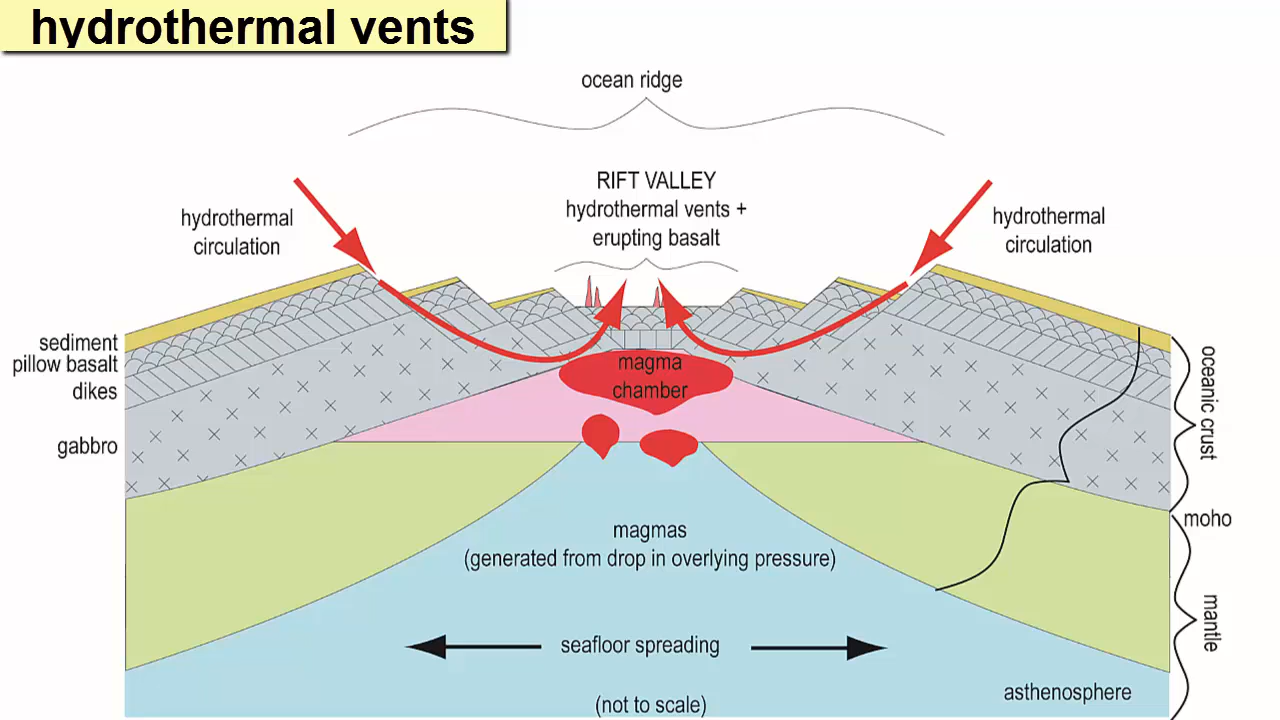 hydrothermal vents
ocean ridge
RIFT VALLEY
hydrothermal vents +
erupting basalt
hydrothermal
circulation
hydrothermal
circulation
sediment
pillow basalt
dikes
gabbro
magma
chamber
oceanic crust
moho
mantle
magmas
(generated from drop in overlying pressure)
seafloor spreading
asthenosphere
(not to scale)